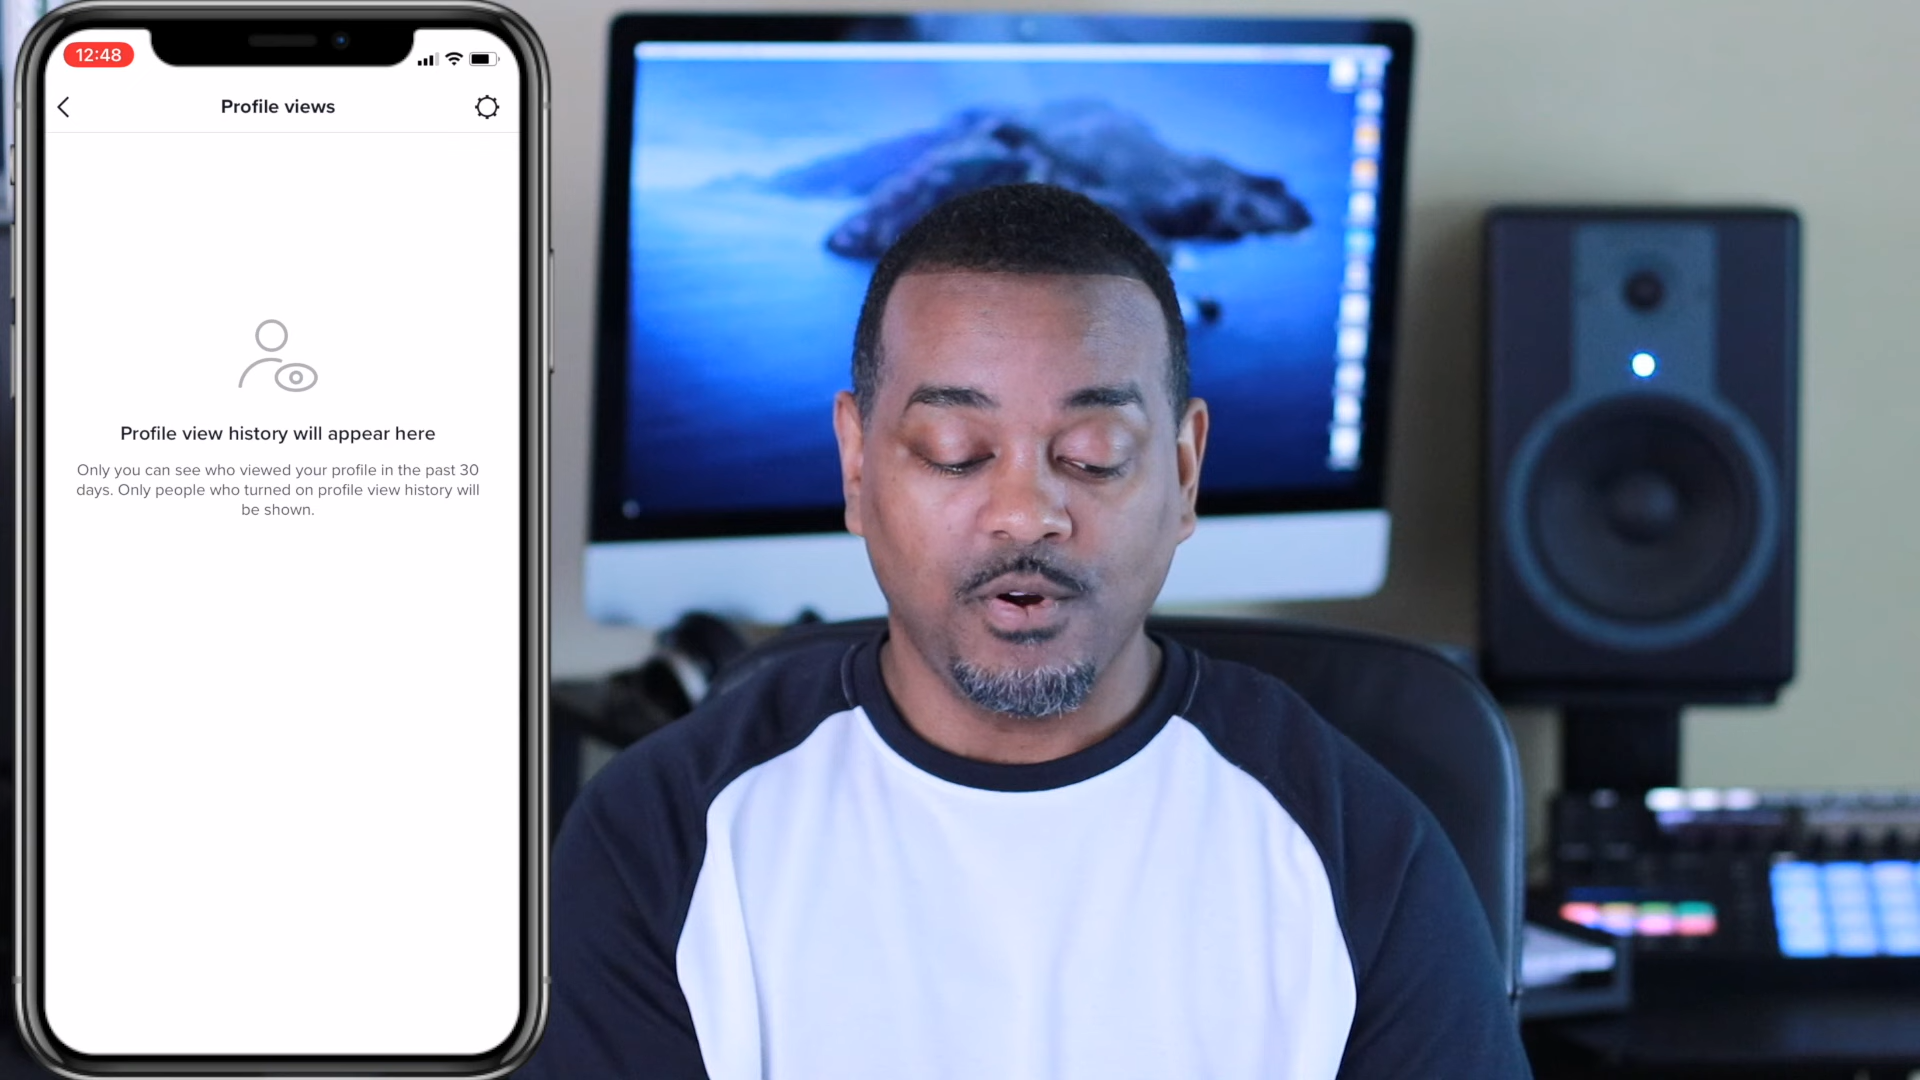 12:48
Profile views
Profile view history will appear here
Only you can see who viewed your profile in the past 30
days. Only people who turned on profile view history will
be shown.